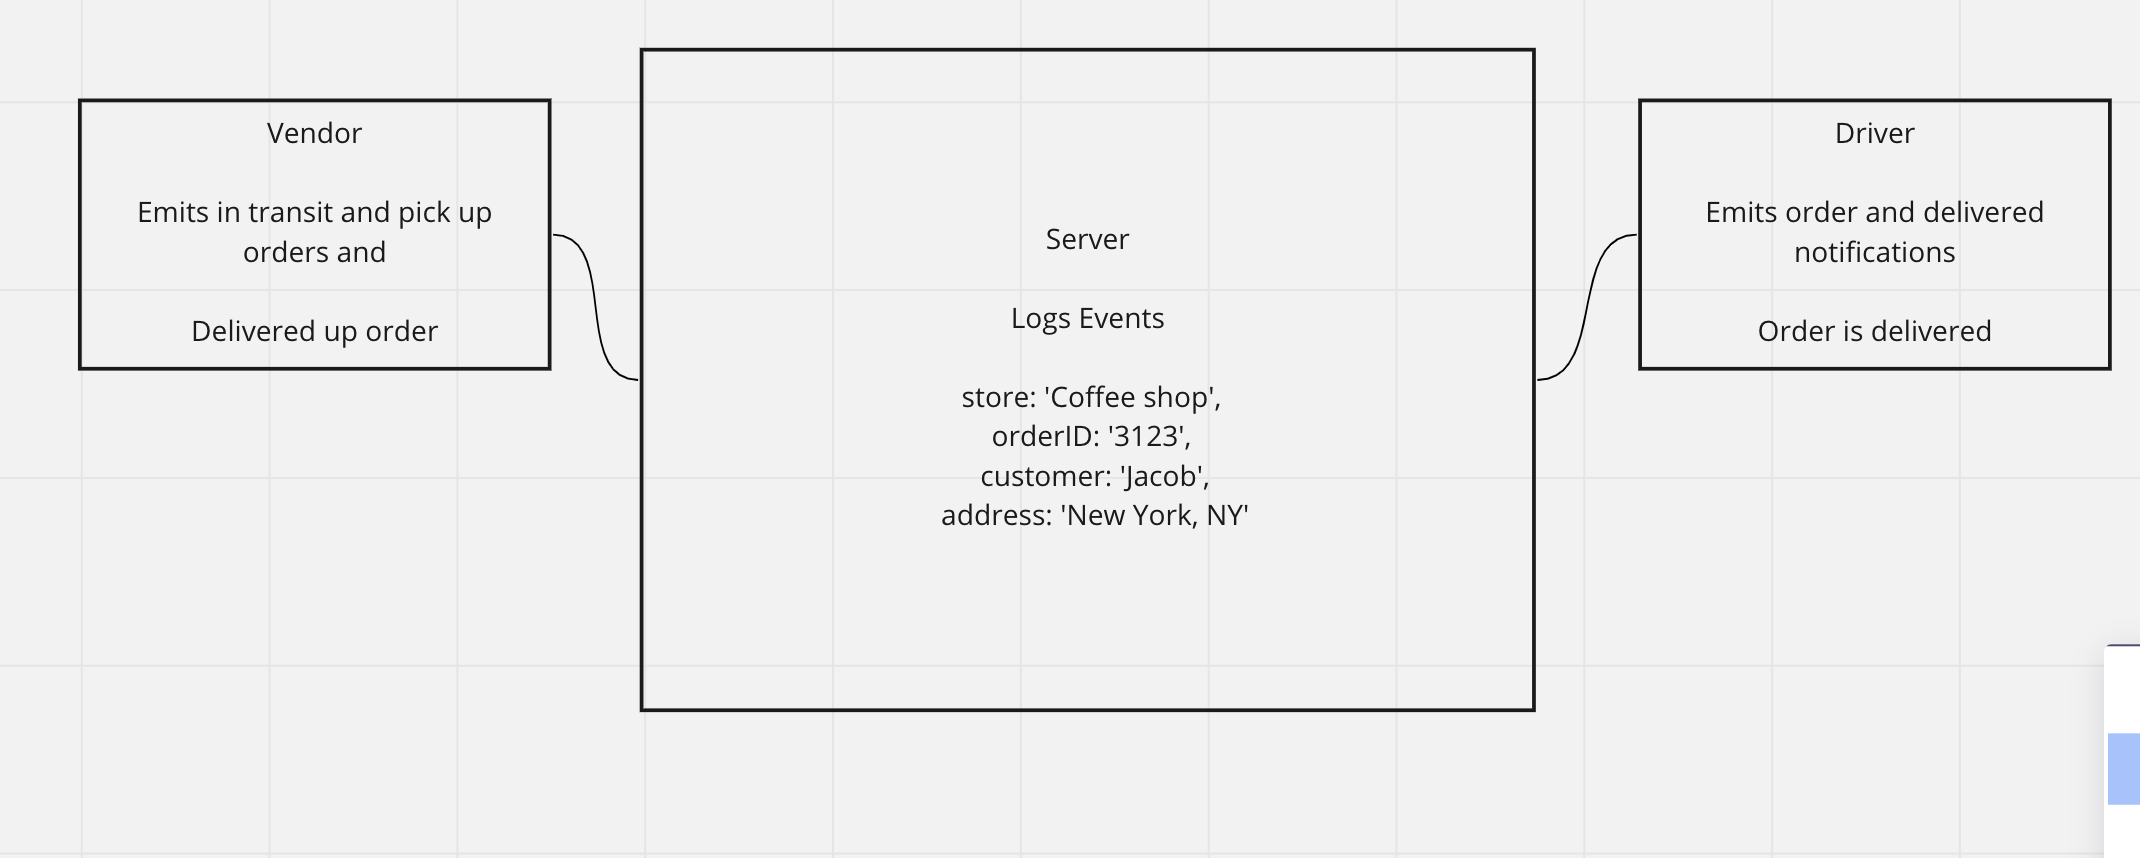 Vendor
Emits in transit and pick up
orders and
Delivered up order
Server
Logs Events
store: 'Coffee shop',
orderID: '3123',
customer: 'Jacob',
address: 'New York, NY'
Driver
Emits order and delivered
notifications
Order is delivered